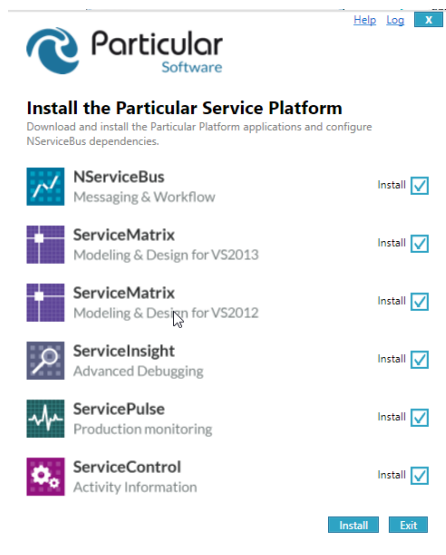 Help Log X
Particular
Software
Install the Particular Service Platform
Download and install the Particular Platform applications and configure
NServiceBus dependencies.
NServiceBus
Messaging & Workflow
Install
ServiceMatrix
Modeling & Design for VS2013
Install
ServiceMatrix
Modeling & Design for VS2012
Install
ServiceInsight
Advanced Debugging
Install
ServicePulse
Production monitoring
Install
ServiceControl
Activity Information
Install
Install Exit